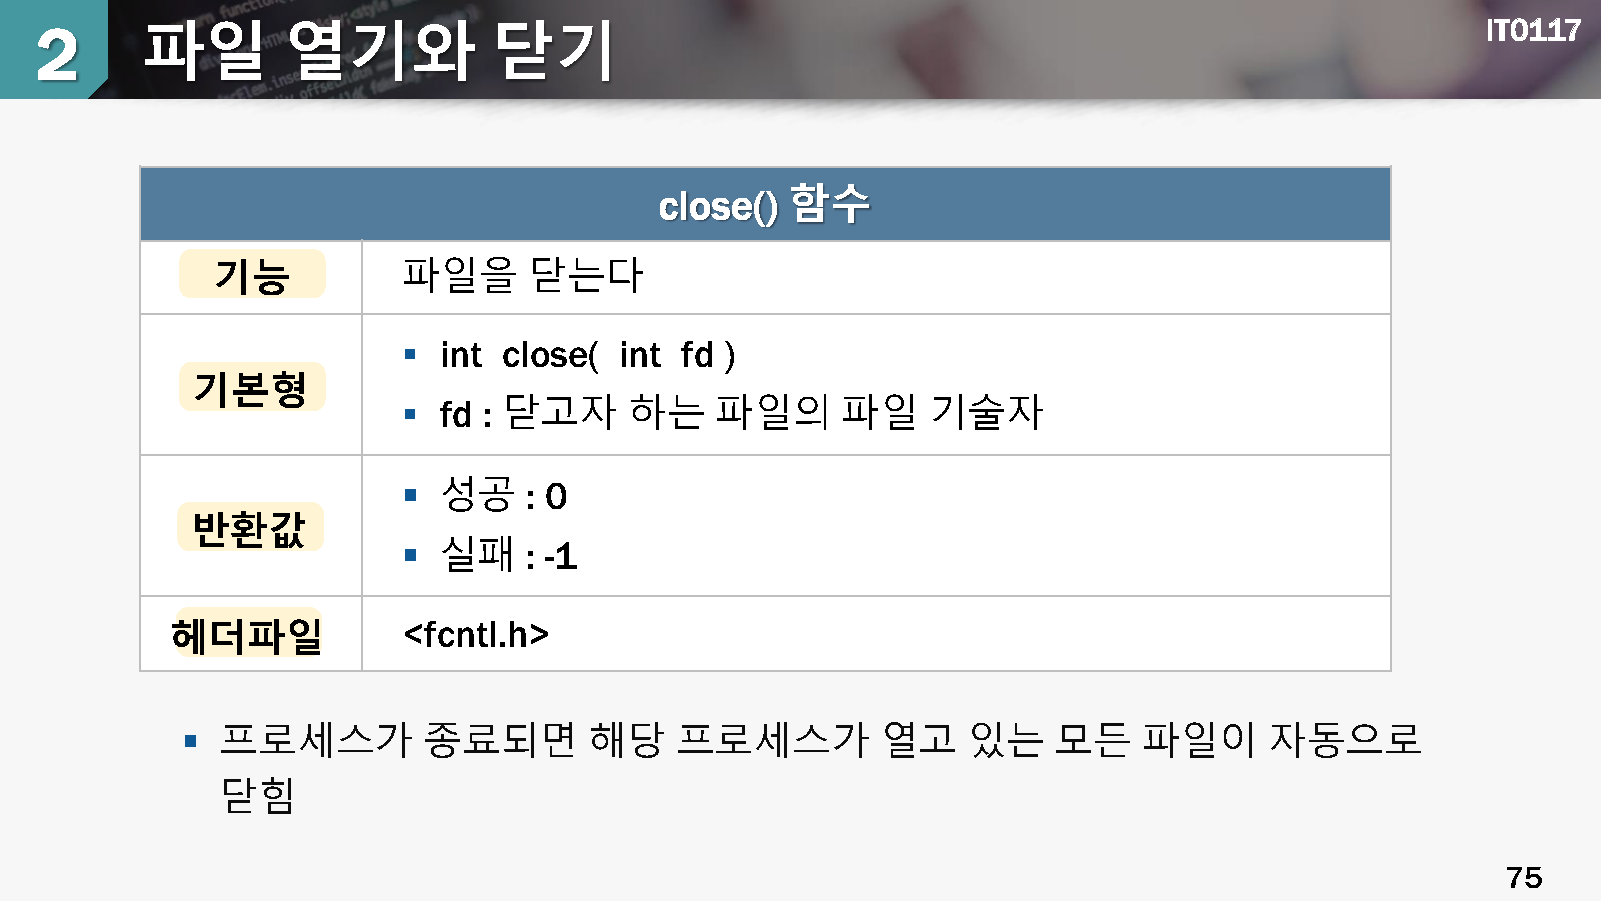 2
파일 열기와 닫기
IT0117
close() 함수
기능
파일을 닫는다
기본형
▪ int close( int fd )
▪ fd : 닫고자 하는 파일의 파일 기술자
반환값
▪ 성공 : 0
▪ 실패 : -1
헤더파일
<fcntl.h>
▪ 프로세스가 종료되면 해당 프로세스가 열고 있는 모든 파일이 자동으로
닫힘
75